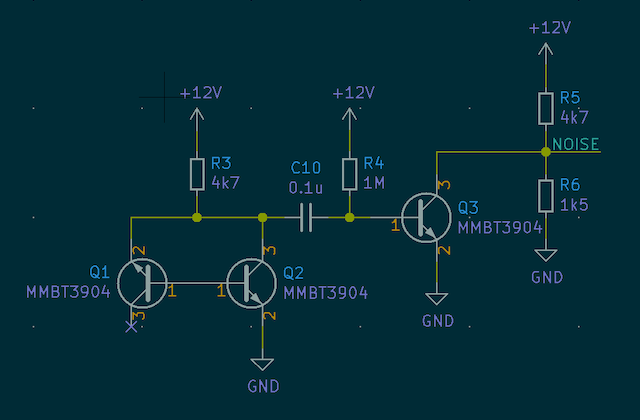 +12V
R5
4k7
NOISE
R6
1k5
GND
+12V
R3
4k7
C10
0.1u
+12V
R4
1M
1
3
Q3
MMBT3904
2
GND
Q1
MMBT3904
2
1
3
1
3
Q2
MMBT3904
2
GND